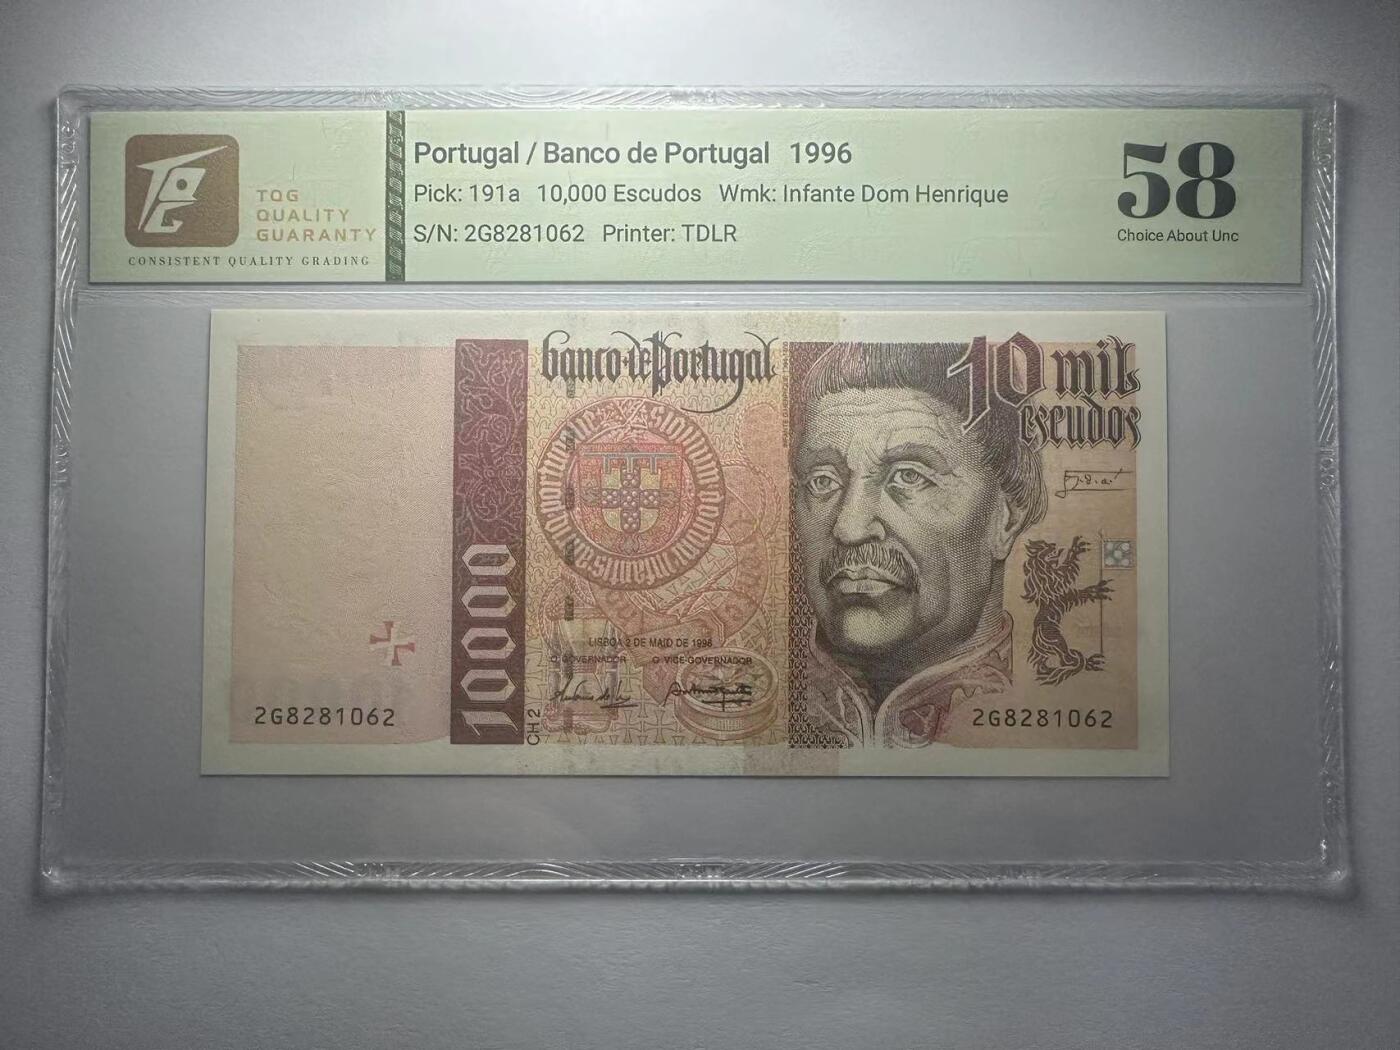 TQG
QUALITY
GUARANTY
CONSISTENT QUALITY GRADING
Portugal / Banco de Portugal 1996
Pick: 191a 10,000 Escudos Wmk: Infante Dom Henrique
S/N: 2G8281062 Printer: TDLR
58
Choice About Unc
banco de Portugal
10 mil
escudos
10000
LISBOA 2 DE MAIO DE 1996
O GOVERNADOR O VICE-GOVERNADOR
CH 2
2G8281062
2G8281062